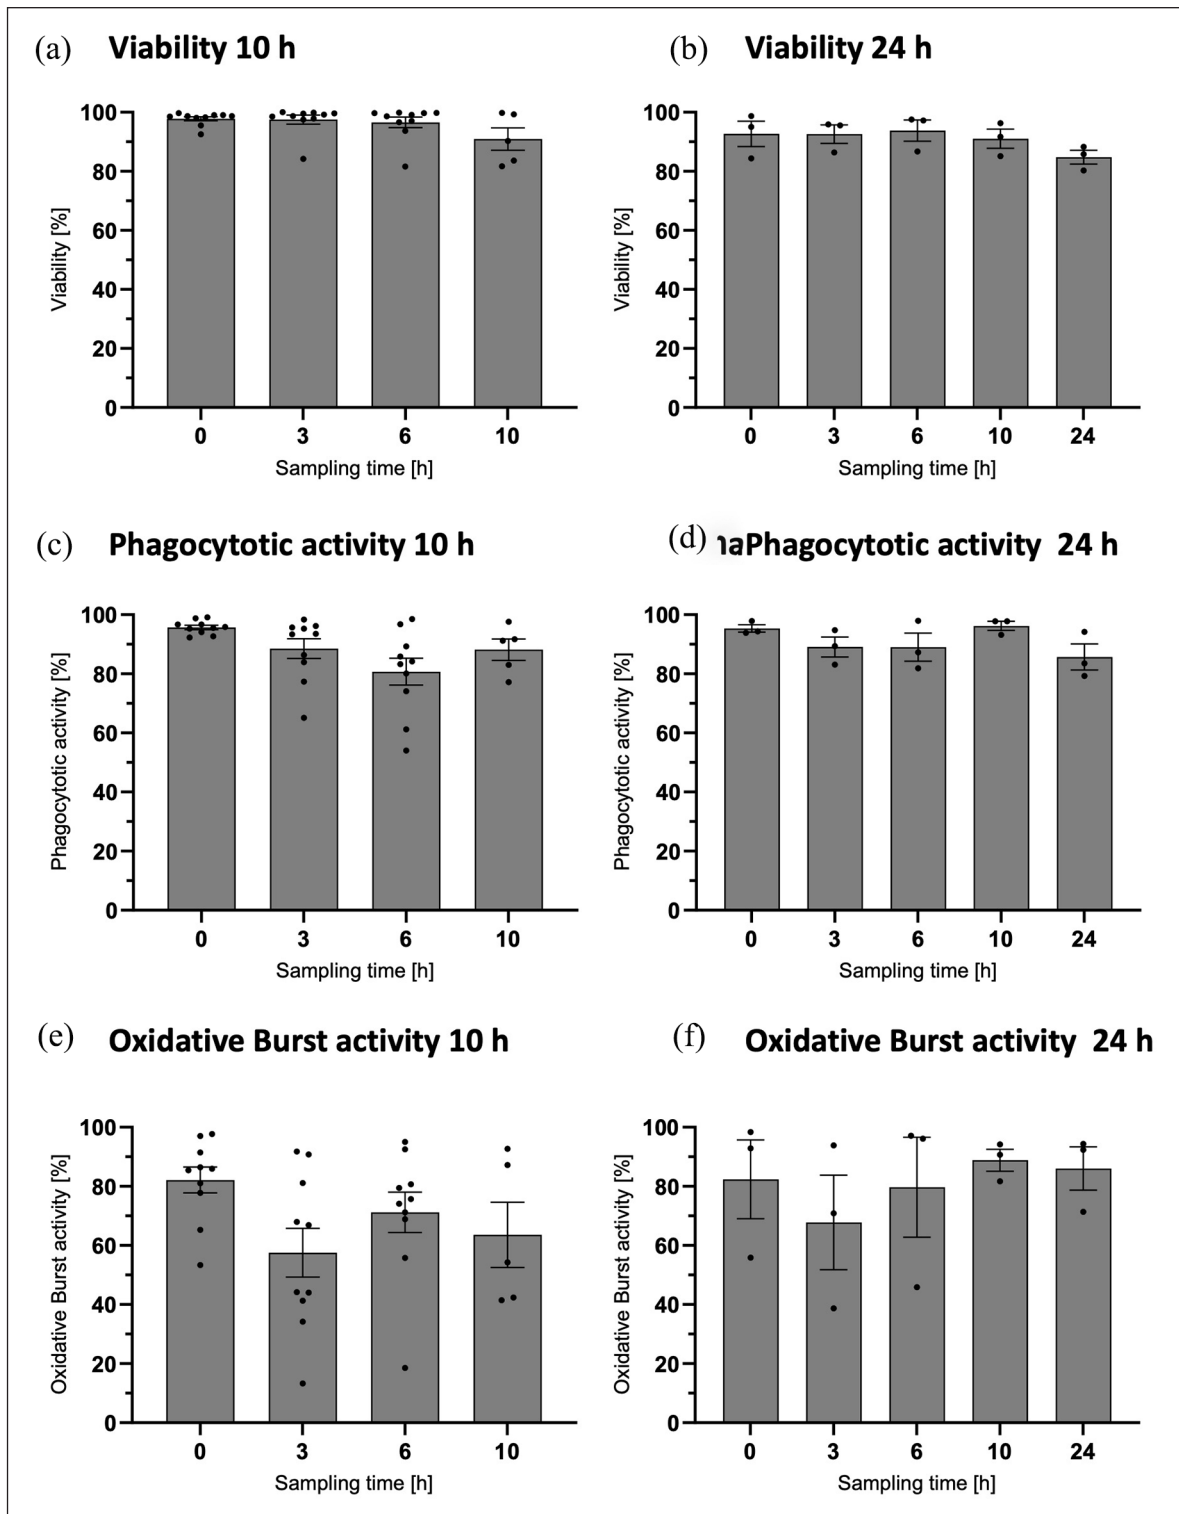 (a) Viability 10 h
100
80
60
40
20
0
Viability [%]
0 3 6 10
Sampling time [h]
(b) Viability 24 h
100
80
60
40
20
0
Viability [%]
0 3 6 10 24
Sampling time [h]
(c) Phagocytotic activity 10 h
100
80
60
40
20
0
Phagocytotic activity [%]
0 3 6 10
Sampling time [h]
(d) Phagocytotic activity 24 h
100
80
60
40
20
0
Phagocytotic activity [%]
0 3 6 10 24
Sampling time [h]
(e) Oxidative Burst activity 10 h
100
80
60
40
20
0
Oxidative Burst activity [%]
0 3 6 10
Sampling time [h]
(f) Oxidative Burst activity 24 h
100
80
60
40
20
0
Oxidative Burst activity [%]
0 3 6 10 24
Sampling time [h]